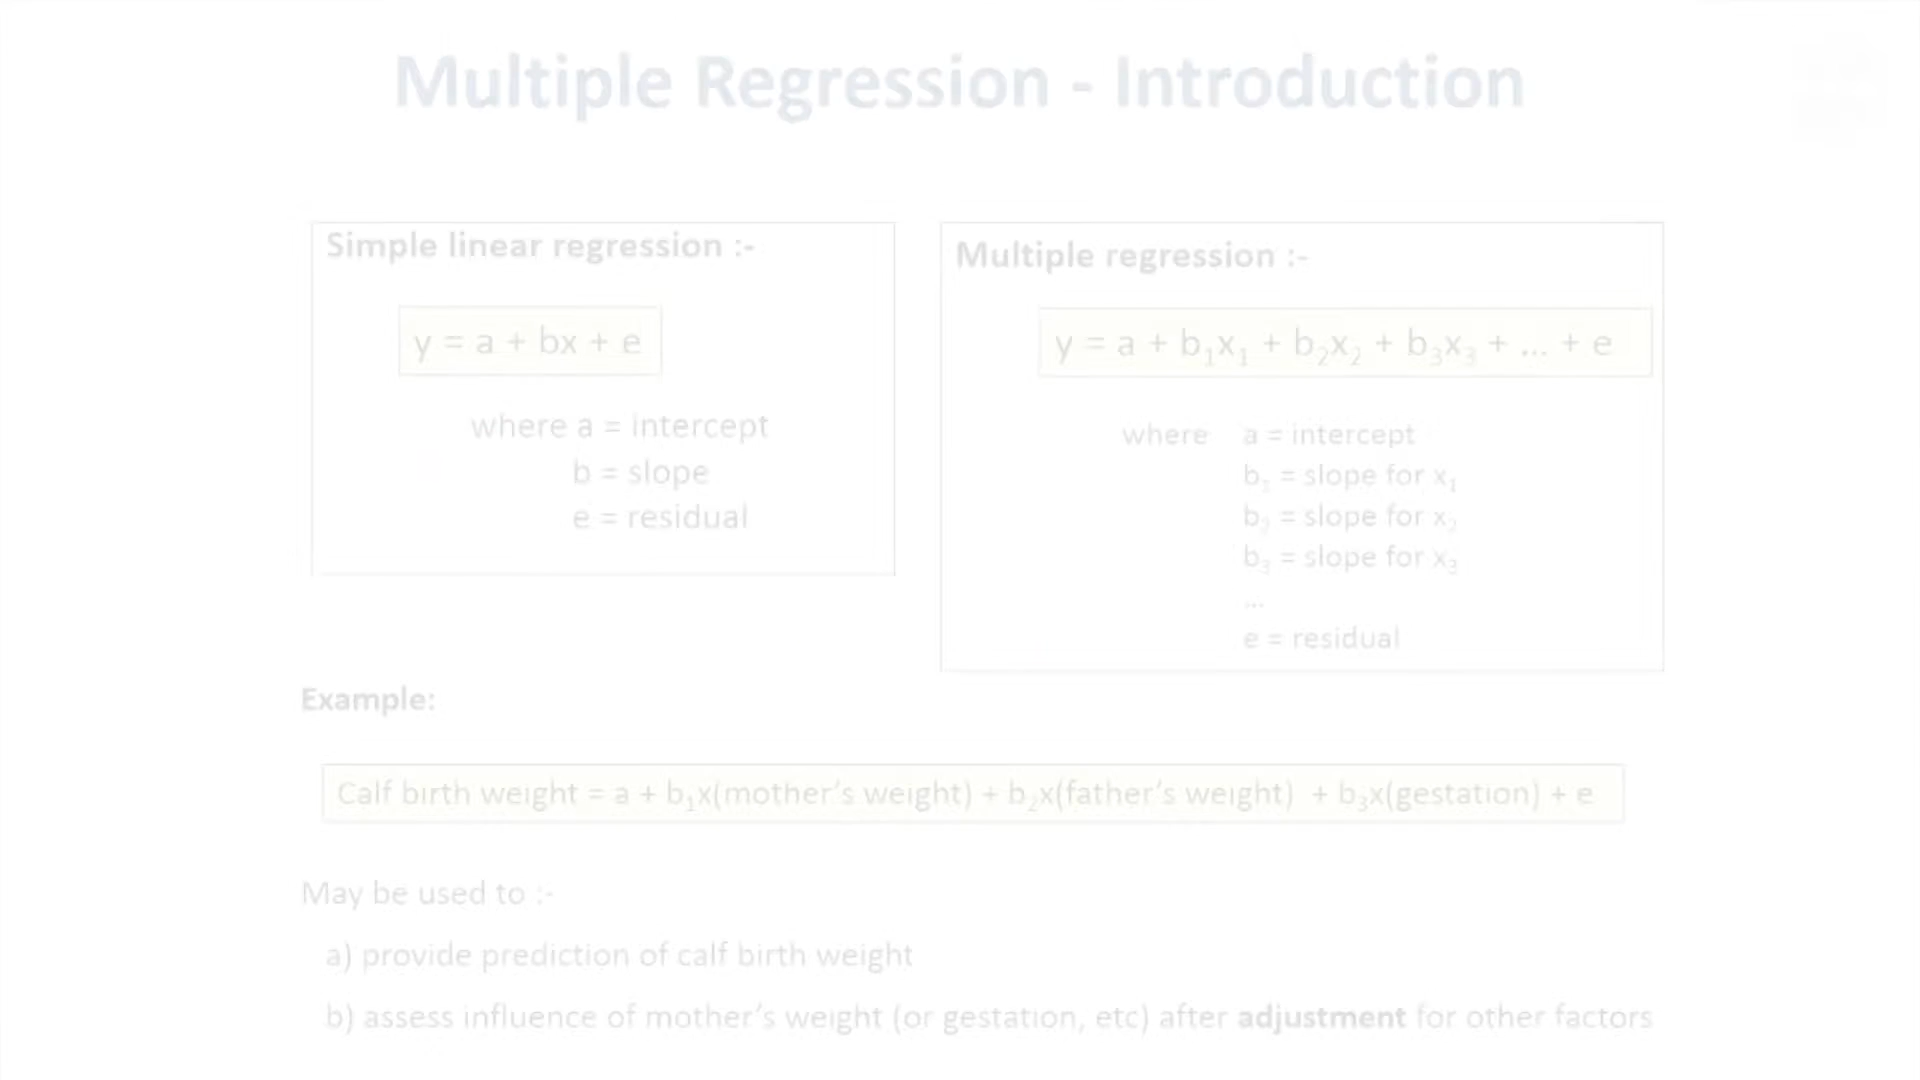 Multiple Regression - Introduction
Simple linear regression :-
y = a + bx + e
where a = intercept
b = slope
e = residual
Multiple regression :-
y = a + b₁x₁ + b₂x₂ + b₃x₃ + ... + e
where a = intercept
b₁ = slope for x₁
b₂ = slope for x₂
b₃ = slope for x₃
...
e = residual
Example:
Calf birth weight = a + b₁x(mother’s weight) + b₂x(father’s weight) + b₃x(gestation) + e
May be used to :-
a) provide prediction of calf birth weight
b) assess influence of mother’s weight (or gestation, etc) after adjustment for other factors